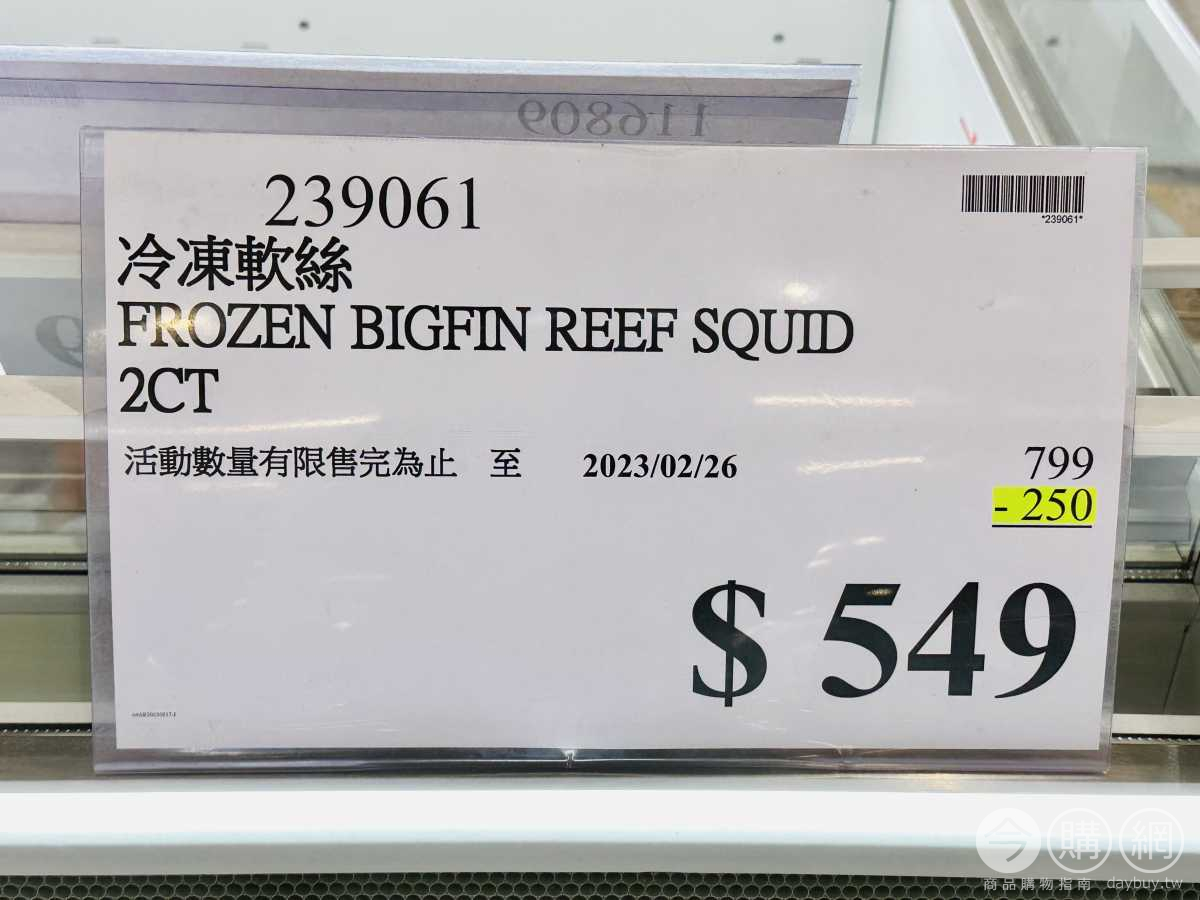 116809
239061
*239061*
冷凍軟絲
FROZEN BIGFIN REEF SQUID
2CT
活動數量有限售完為止 至 2023/02/26
799
- 250
$ 549
今購網
商品購物指南 daybuy.tw